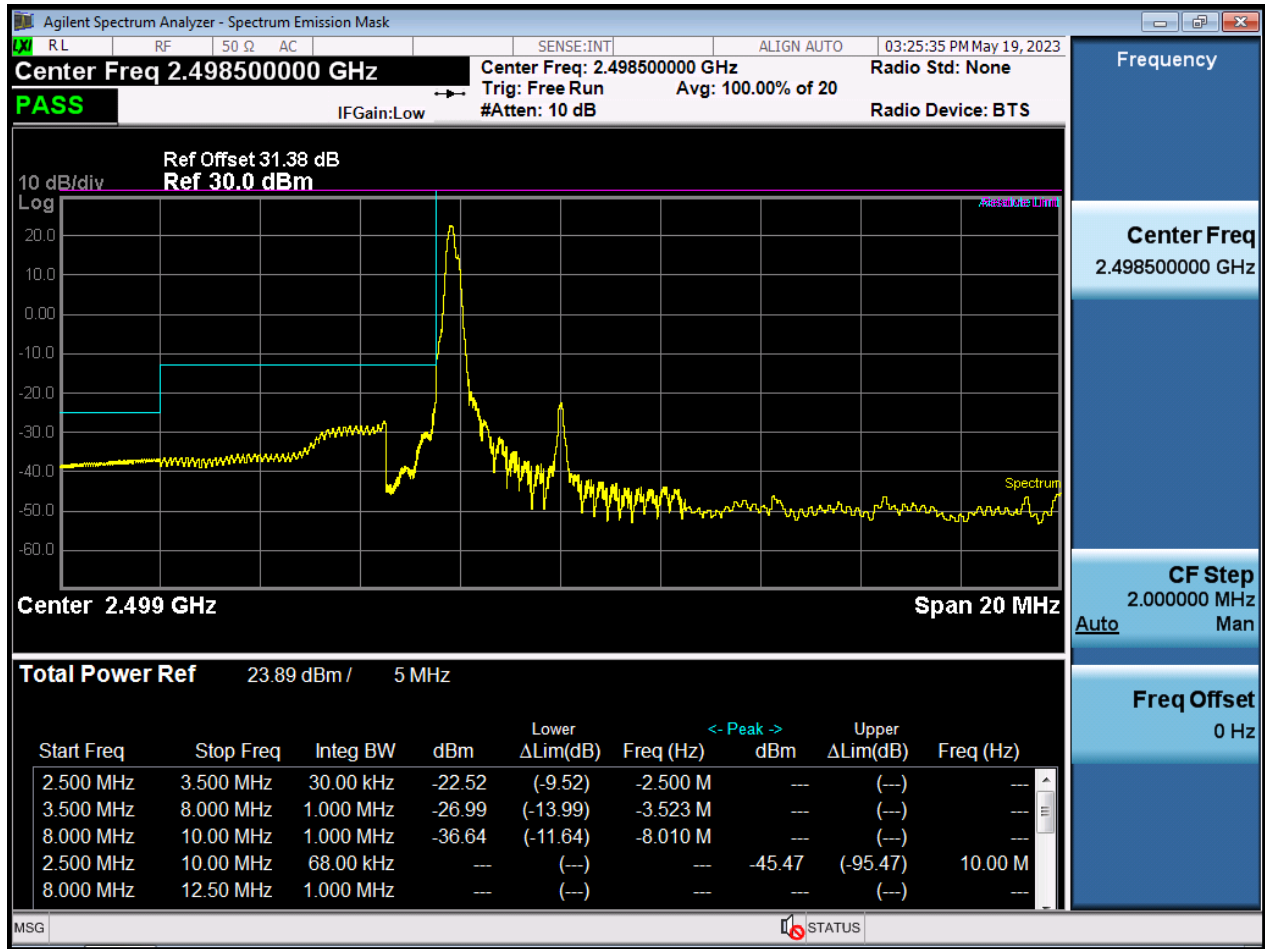 Agilent Spectrum Analyzer - Spectrum Emission Mask
LXI RL RF 50 Ω AC SENSE:INT ALIGN AUTO 03:25:35 PM May 19, 2023
Center Freq 2.498500000 GHz Center Freq: 2.498500000 GHz Radio Std: None
Trig: Free Run Avg: 100.00% of 20
PASS IFGain:Low #Atten: 10 dB Radio Device: BTS
Ref Offset 31.38 dB
10 dB/div Ref 30.0 dBm
Log
Limit
20.0
10.0
0.00
-10.0
-20.0
-30.0
-40.0
Spectrum
-50.0
-60.0
Center 2.499 GHz Span 20 MHz
Total Power Ref 23.89 dBm / 5 MHz
Lower <- Peak -> Upper
Start Freq Stop Freq Integ BW dBm ΔLim(dB) Freq (Hz) dBm ΔLim(dB) Freq (Hz)
2.500 MHz 3.500 MHz 30.00 kHz -22.52 (-9.52) -2.500 M --- (---) ---
3.500 MHz 8.000 MHz 1.000 MHz -26.99 (-13.99) -3.523 M --- (---) ---
8.000 MHz 10.00 MHz 1.000 MHz -36.64 (-11.64) -8.010 M --- (---) ---
2.500 MHz 10.00 MHz 68.00 kHz --- (---) --- -45.47 (-95.47) 10.00 M
8.000 MHz 12.50 MHz 1.000 MHz --- (---) --- --- (---) ---
MSG STATUS
Frequency
Center Freq
2.498500000 GHz
CF Step
2.000000 MHz
Auto Man
Freq Offset
0 Hz